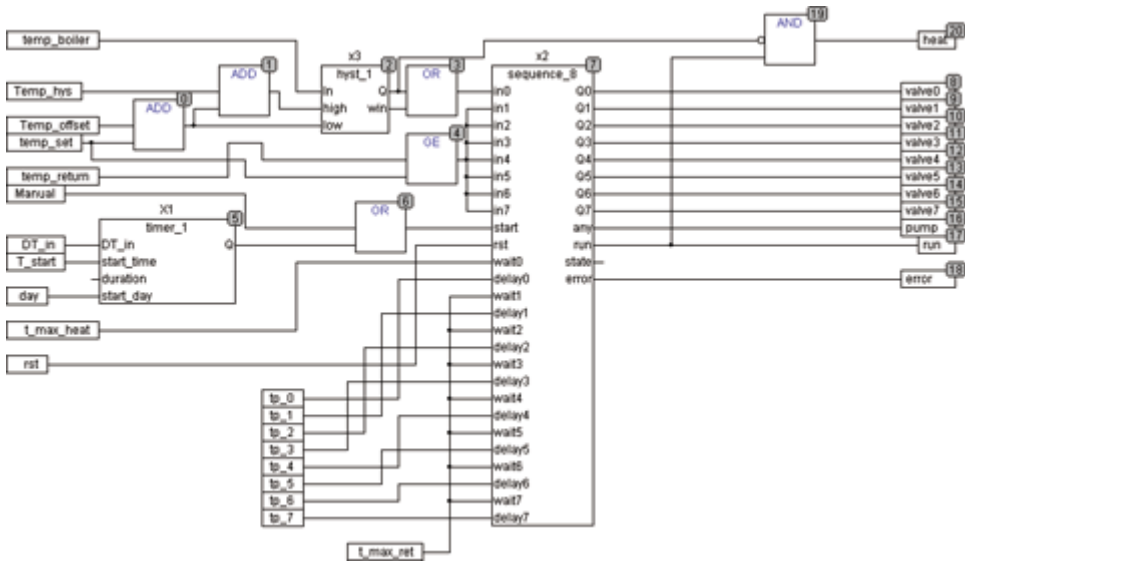 19
AND
20
temp_boiler
heat
x3
x2
1
2
3
7
ADD
hyst_1
OR
sequence_8
8
Temp_hys
in
Q
in0
Q0
valve0
0
9
ADD
high
win
in1
Q1
valve1
10
Temp_offset
low
in2
Q2
valve2
4
11
temp_set
GE
in3
Q3
valve3
12
in4
Q4
valve4
13
temp_return
in5
Q5
valve5
14
Manual
in6
Q6
valve6
6
15
X1
OR
in7
Q7
valve7
5
16
timer_1
start
any
pump
17
DT_in
DT_in
Q
rst
run
run
T_start
start_time
wait0
state
18
duration
delay0
error
error
day
start_day
wait1
delay1
t_max_heat
wait2
delay2
rst
wait3
delay3
tp_0
wait4
tp_1
delay4
tp_2
wait5
tp_3
delay5
tp_4
wait6
tp_5
delay6
tp_6
wait7
tp_7
delay7
t_max_ret